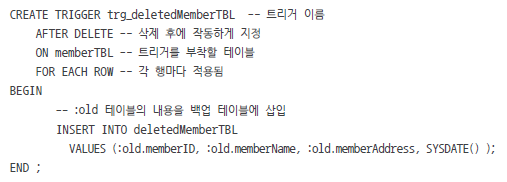 CREATE TRIGGER trg_deletedMemberTBL -- 트리거 이름
AFTER DELETE -- 삭제 후에 작동하게 지정
ON memberTBL -- 트리거를 부착할 테이블
FOR EACH ROW -- 각 행마다 적용됨
BEGIN
-- :old 테이블의 내용을 백업 테이블에 삽입
INSERT INTO deletedMemberTBL
VALUES (:old.memberID, :old.memberName, :old.memberAddress, SYSDATE() );
END ;